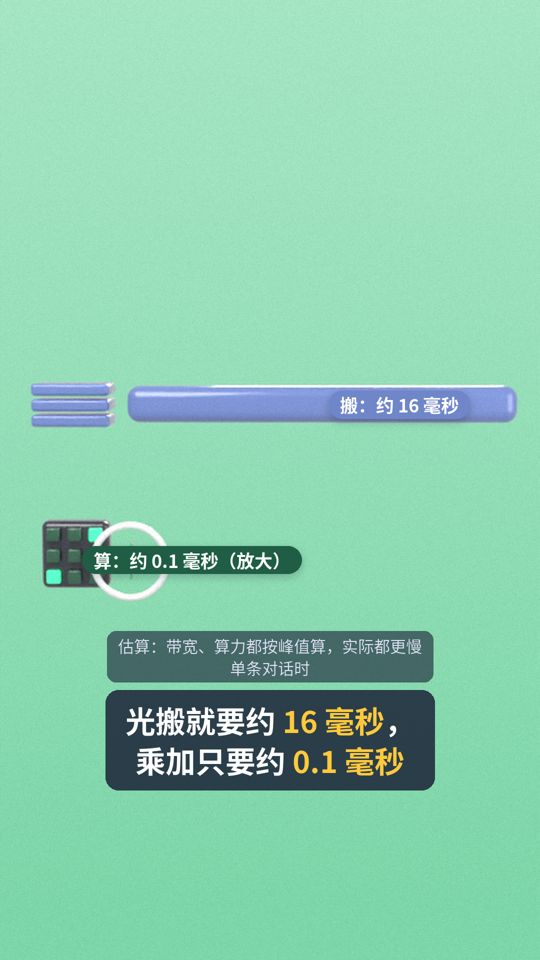 搬：约 16 毫秒
算：约 0.1 毫秒（放大）
估算：带宽、算力都按峰值算，实际都更慢
单条对话时
光搬就要约 16 毫秒，
乘加只要约 0.1 毫秒